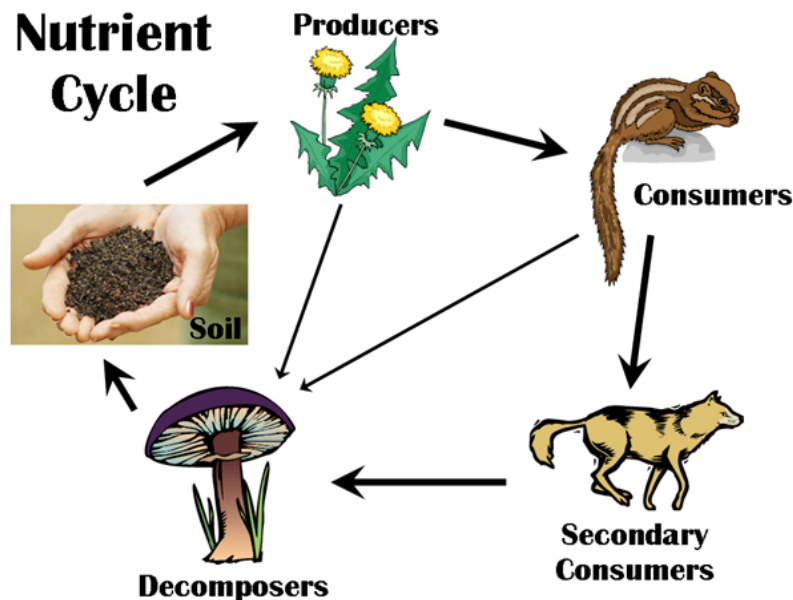 Nutrient
Cycle
Producers
Consumers
Soil
Secondary
Consumers
Decomposers